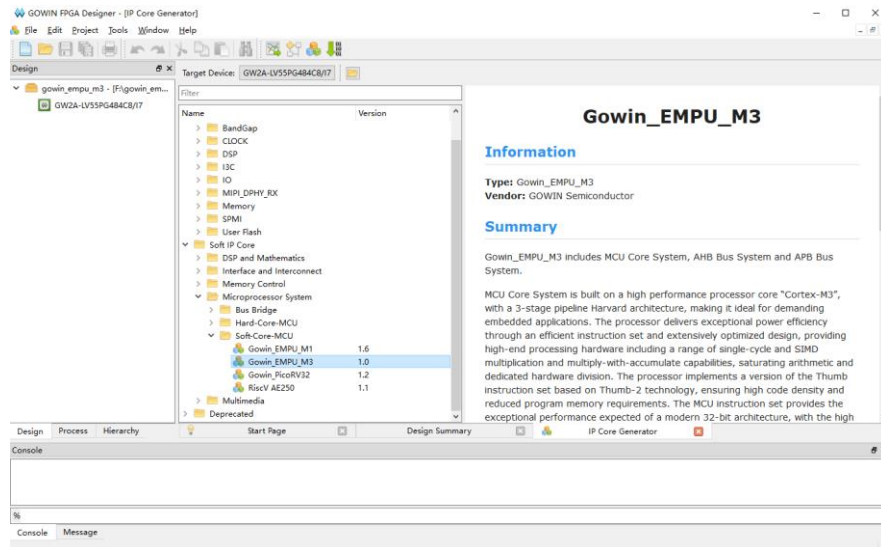 GOWIN FPGA Designer - [IP Core Generator]
File Edit Project Tools Window Help
Design
Target Device: GW2A-LV55PG484C8/I7
gowin_empu_m3 - [F:\gowin_em...
GW2A-LV55PG484C8/I7
Filter
Name Version
BandGap
CLOCK
DSP
I3C
IO
MIPI_DPHY_RX
Memory
SPMI
User Flash
Soft IP Core
DSP and Mathematics
Interface and Interconnect
Memory Control
Microprocessor System
Bus Bridge
Hard-Core-MCU
Soft-Core-MCU
Gowin_EMPU_M1 1.6
Gowin_EMPU_M3 1.0
Gowin_PicoRV32 1.2
RiscV AE250 1.1
Multimedia
Deprecated
Gowin_EMPU_M3
Information
Type: Gowin_EMPU_M3
Vendor: GOWIN Semiconductor
Summary
Gowin_EMPU_M3 includes MCU Core System, AHB Bus System and APB Bus
System.
MCU Core System is built on a high performance processor core "Cortex-M3",
with a 3-stage pipeline Harvard architecture, making it ideal for demanding
embedded applications. The processor delivers exceptional power efficiency
through an efficient instruction set and extensively optimized design, providing
high-end processing hardware including a range of single-cycle and SIMD
multiplication and multiply-with-accumulate capabilities, saturating arithmetic and
dedicated hardware division. The processor implements a version of the Thumb
instruction set based on Thumb-2 technology, ensuring high code density and
reduced program memory requirements. The MCU instruction set provides the
exceptional performance expected of a modern 32-bit architecture, with the high
Design Process Hierarchy
Start Page Design Summary IP Core Generator
Console
%
Console Message